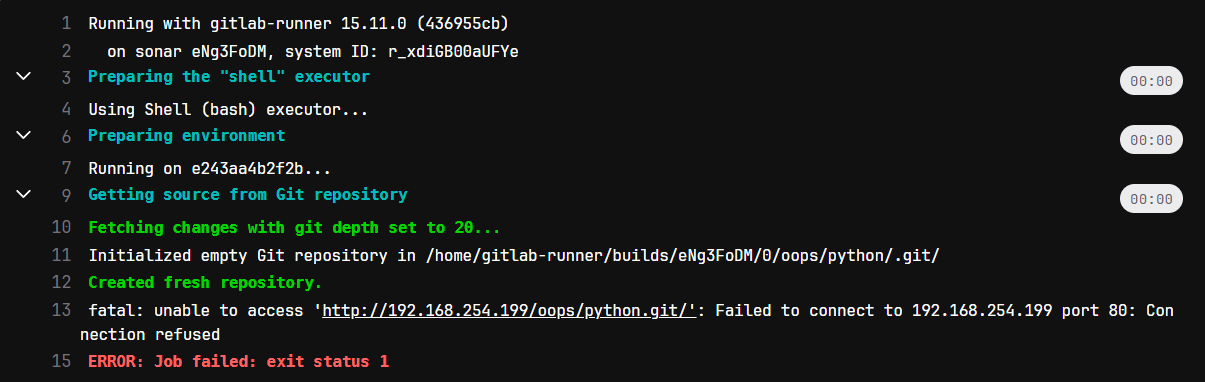 1 Running with gitlab-runner 15.11.0 (436955cb)
2 on sonar eNg3FoDM, system ID: r_xdiGB00aUFYe
3 Preparing the "shell" executor 00:00
4 Using Shell (bash) executor...
6 Preparing environment 00:00
7 Running on e243aa4b2f2b...
9 Getting source from Git repository 00:00
10 Fetching changes with git depth set to 20...
11 Initialized empty Git repository in /home/gitlab-runner/builds/eNg3FoDM/0/oops/python/.git/
12 Created fresh repository.
13 fatal: unable to access 'http://192.168.254.199/oops/python.git/': Failed to connect to 192.168.254.199 port 80: Con
nection refused
15 ERROR: Job failed: exit status 1